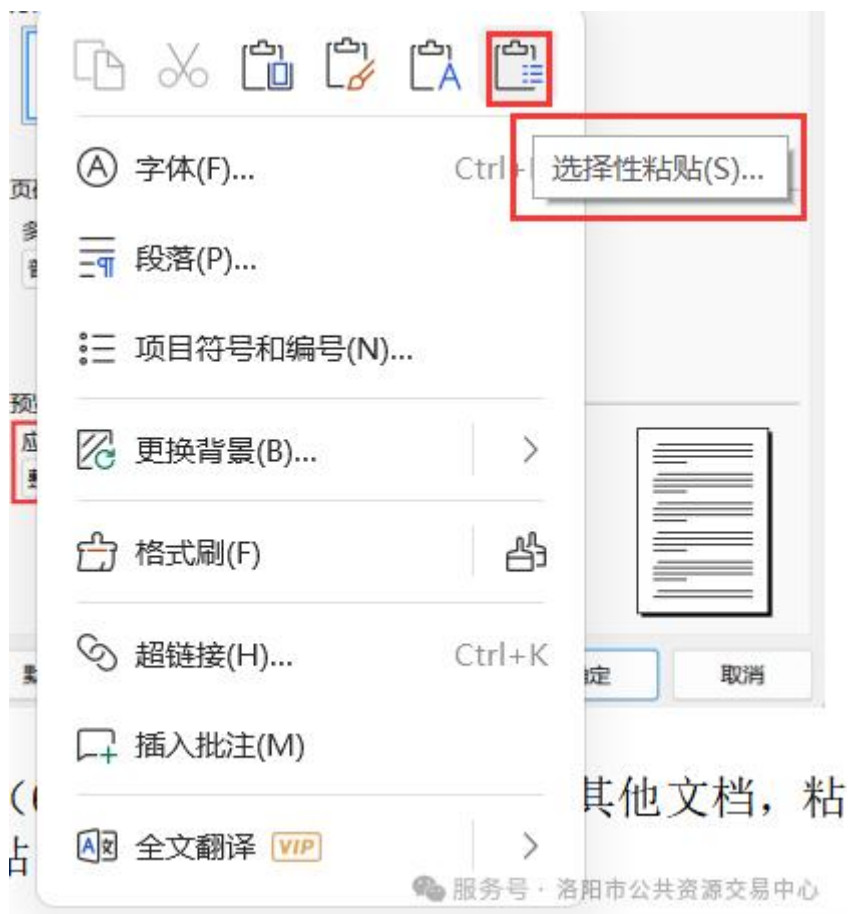 字体(F)...
Ctrl+
选择性粘贴(S)...
段落(P)...
项目符号和编号(N)...
更换背景(B)...
格式刷(F)
超链接(H)... Ctrl+K
定 取消
插入批注(M)
其他文档，粘
全文翻译 VIP
服务号·洛阳市公共资源交易中心